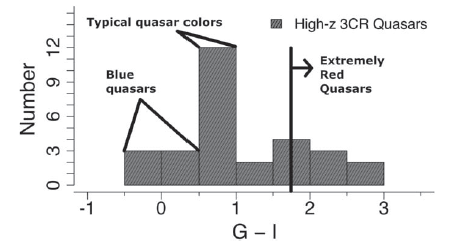 Typical quasar colors
High-z 3CR Quasars
Extremely
Red
Quasars
Blue
quasars
Number
0 3 6 9 12
-1 0 1 2 3
G – I